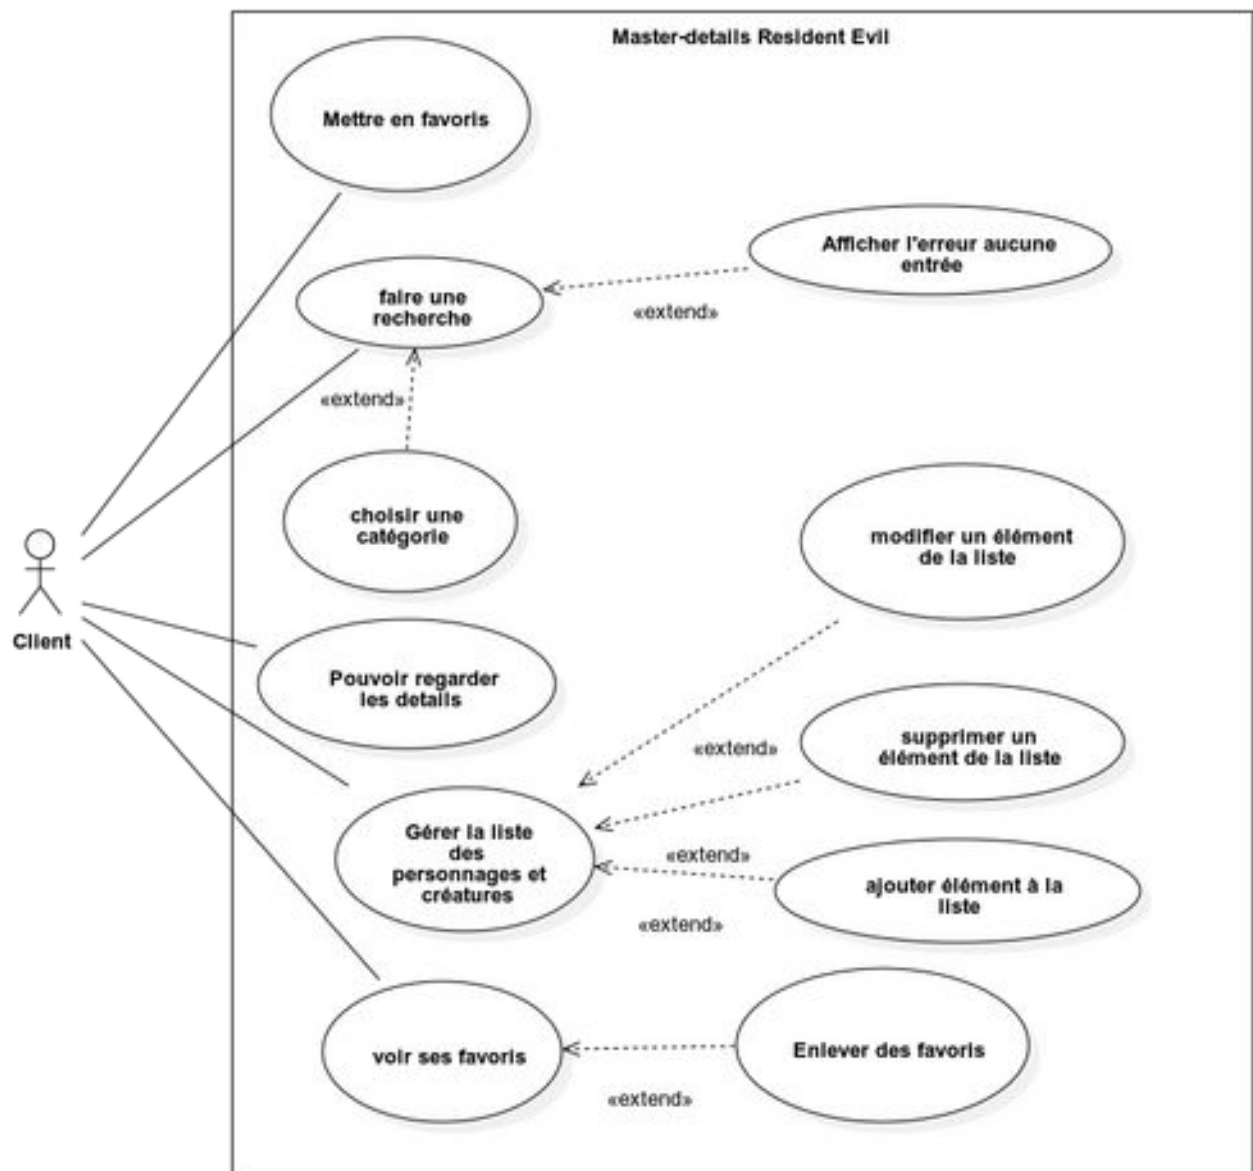 Master-details Resident Evil
Mettre en favoris
Afficher l'erreur aucune
entrée
faire une
recherche
«extend»
«extend»
choisir une
catégorie
modifier un élément
de la liste
Client
Pouvoir regarder
les details
supprimer un
élément de la liste
«extend»
Gérer la liste
des
personnages et
créatures
«extend»
ajouter élément à la
liste
«extend»
voir ses favoris
Enlever des favoris
«extend»